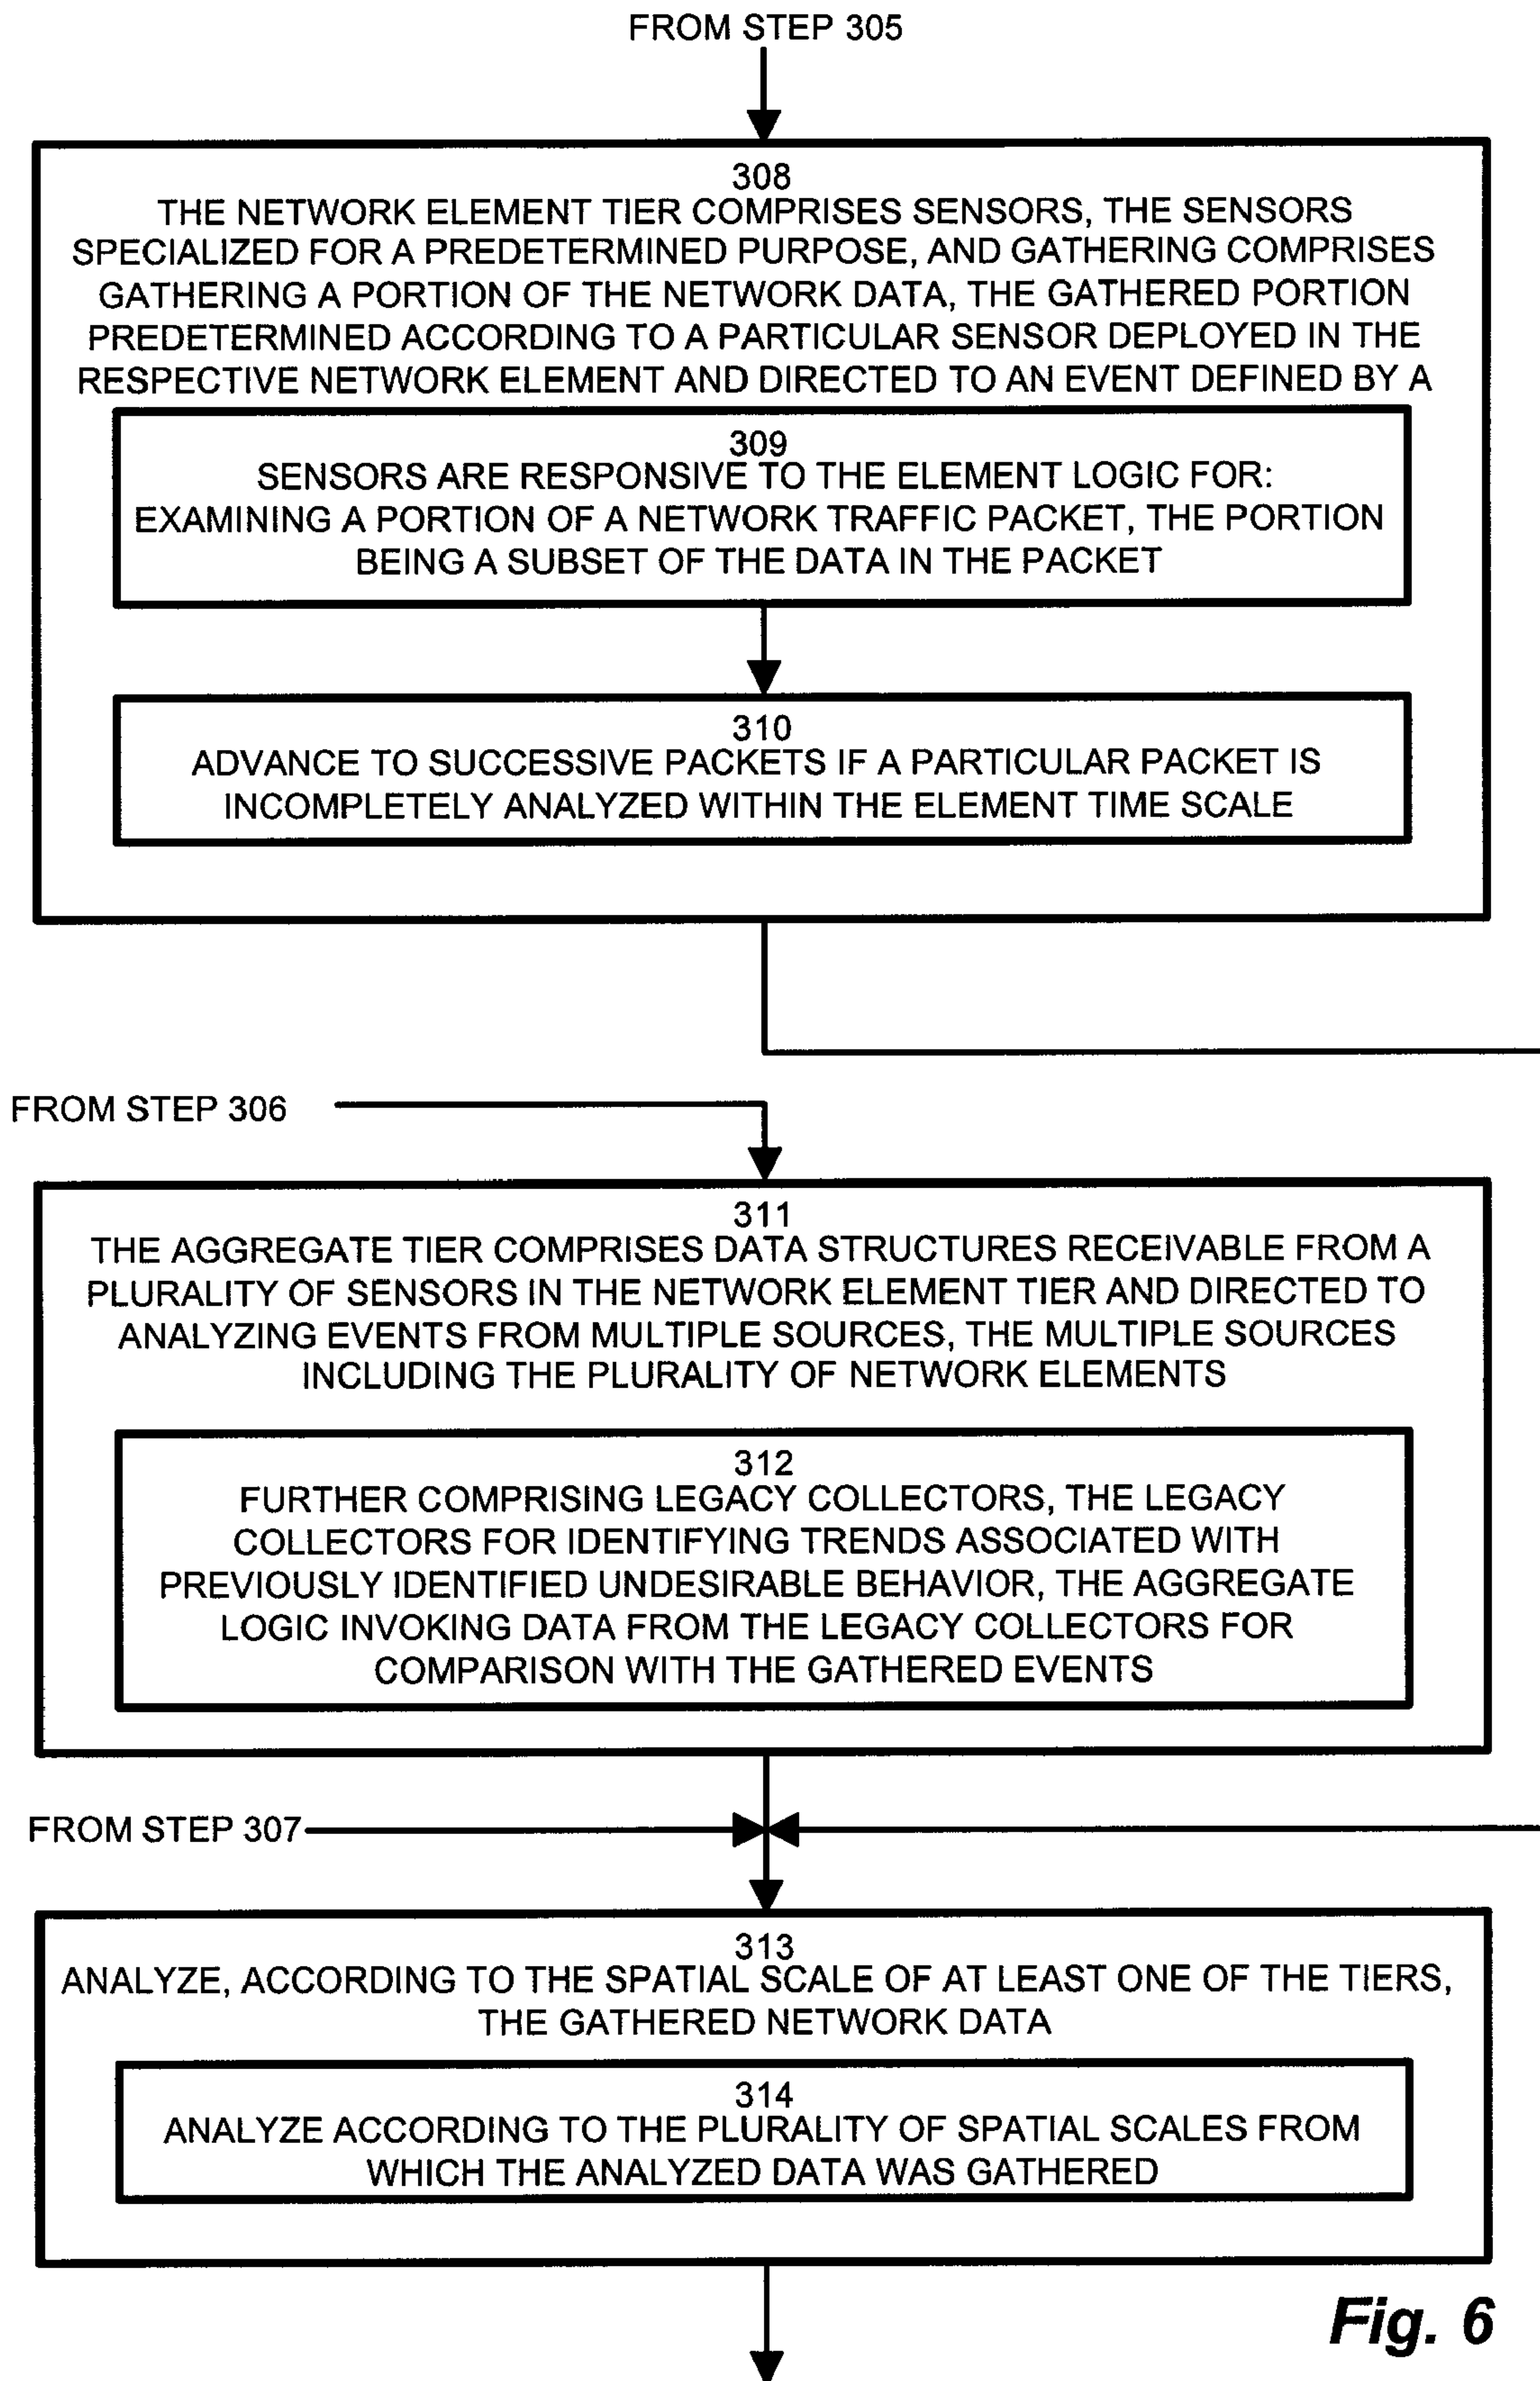 FROM STEP 305
308
THE NETWORK ELEMENT TIER COMPRISES SENSORS, THE SENSORS
SPECIALIZED FOR A PREDETERMINED PURPOSE, AND GATHERING COMPRISES
GATHERING A PORTION OF THE NETWORK DATA, THE GATHERED PORTION
PREDETERMINED ACCORDING TO A PARTICULAR SENSOR DEPLOYED IN THE
RESPECTIVE NETWORK ELEMENT AND DIRECTED TO AN EVENT DEFINED BY A
309
SENSORS ARE RESPONSIVE TO THE ELEMENT LOGIC FOR:
EXAMINING A PORTION OF A NETWORK TRAFFIC PACKET, THE PORTION
BEING A SUBSET OF THE DATA IN THE PACKET
310
ADVANCE TO SUCCESSIVE PACKETS IF A PARTICULAR PACKET IS
INCOMPLETELY ANALYZED WITHIN THE ELEMENT TIME SCALE
FROM STEP 306
311
THE AGGREGATE TIER COMPRISES DATA STRUCTURES RECEIVABLE FROM A
PLURALITY OF SENSORS IN THE NETWORK ELEMENT TIER AND DIRECTED TO
ANALYZING EVENTS FROM MULTIPLE SOURCES, THE MULTIPLE SOURCES
INCLUDING THE PLURALITY OF NETWORK ELEMENTS
312
FURTHER COMPRISING LEGACY COLLECTORS, THE LEGACY
COLLECTORS FOR IDENTIFYING TRENDS ASSOCIATED WITH
PREVIOUSLY IDENTIFIED UNDESIRABLE BEHAVIOR, THE AGGREGATE
LOGIC INVOKING DATA FROM THE LEGACY COLLECTORS FOR
COMPARISON WITH THE GATHERED EVENTS
FROM STEP 307
313
ANALYZE, ACCORDING TO THE SPATIAL SCALE OF AT LEAST ONE OF THE TIERS,
THE GATHERED NETWORK DATA
314
ANALYZE ACCORDING TO THE PLURALITY OF SPATIAL SCALES FROM
WHICH THE ANALYZED DATA WAS GATHERED
Fig. 6